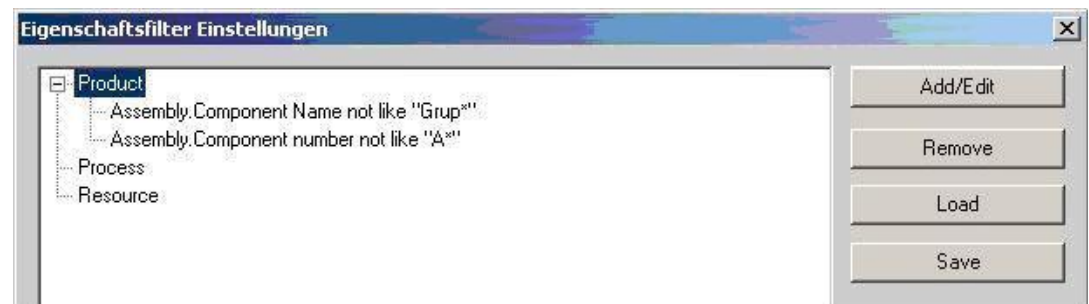 Eigenschaftsfilter Einstellungen
Product
Assembly.Component Name not like "Grup*"
Assembly.Component number not like "A*"
Process
Resource
Add/Edit
Remove
Load
Save